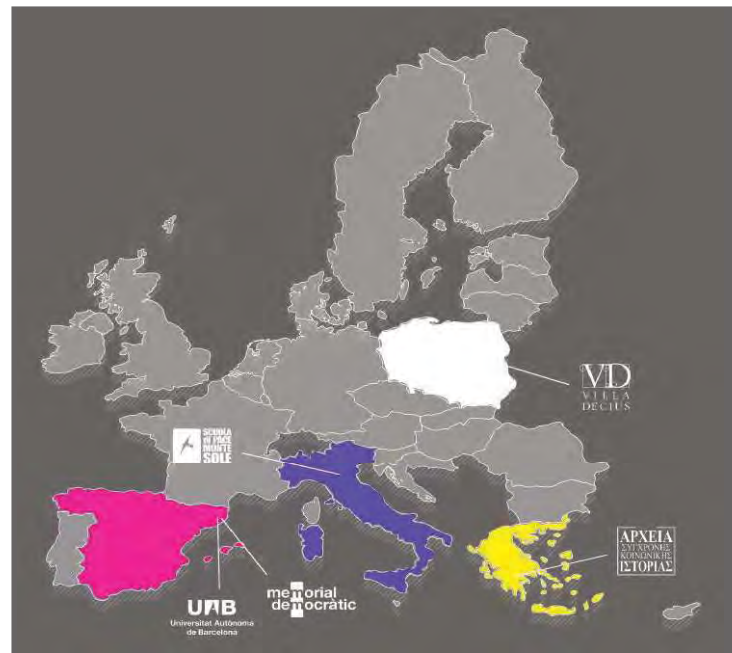 VD
VILLA
DECIUS
SCUOLA
DI PACE
MONTE
SOLE
ΑΡΧΕΙΑ
ΣΥΓΧΡΟΝΗΣ
ΚΟΙΝΩΝΙΚΗΣ
ΙΣΤΟΡΙΑΣ
memorial
democràtic
UAB
Universitat Autònoma
de Barcelona